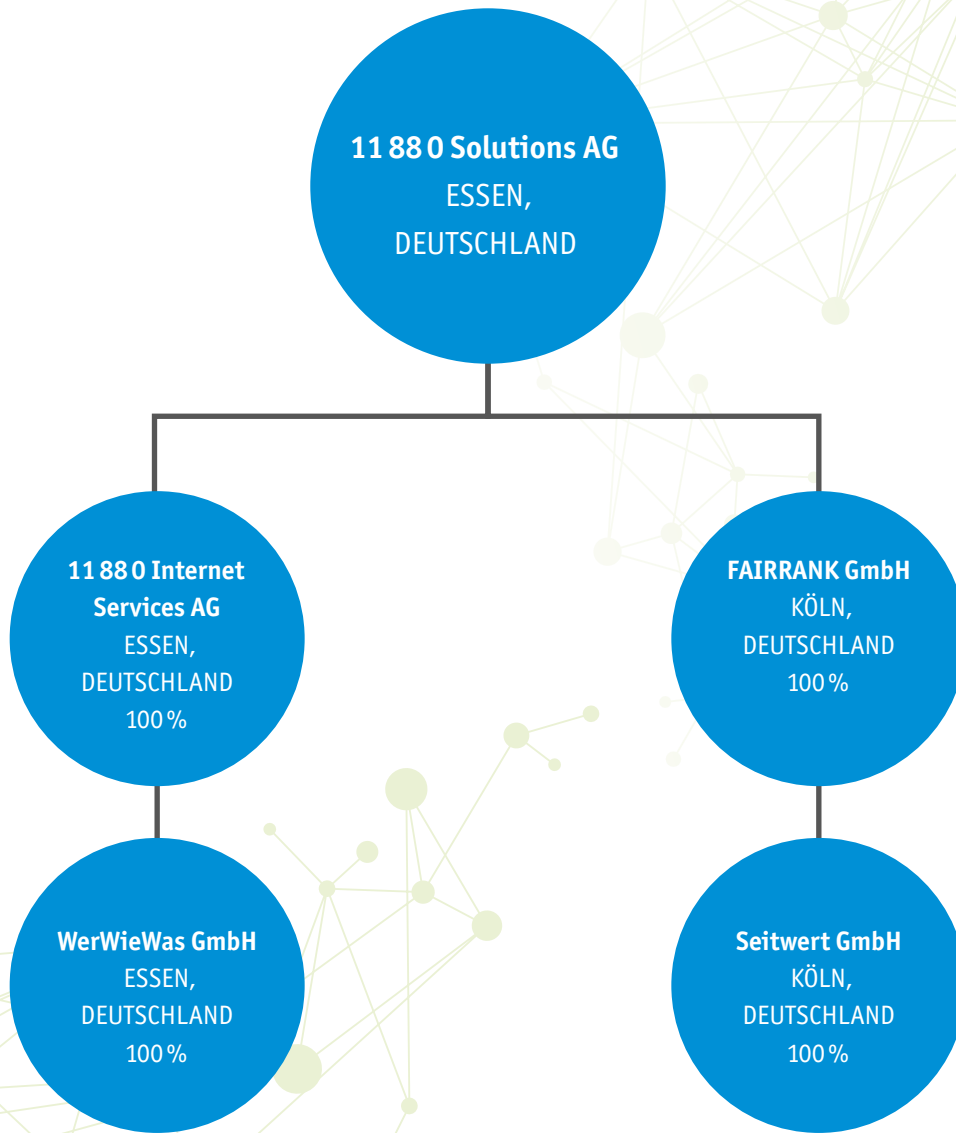 11 88 0 Solutions AG
ESSEN,
DEUTSCHLAND
11 88 0 Internet
Services AG
ESSEN,
DEUTSCHLAND
100 %
FAIRRANK GmbH
KÖLN,
DEUTSCHLAND
100 %
WerWieWas GmbH
ESSEN,
DEUTSCHLAND
100 %
Seitwert GmbH
KÖLN,
DEUTSCHLAND
100 %